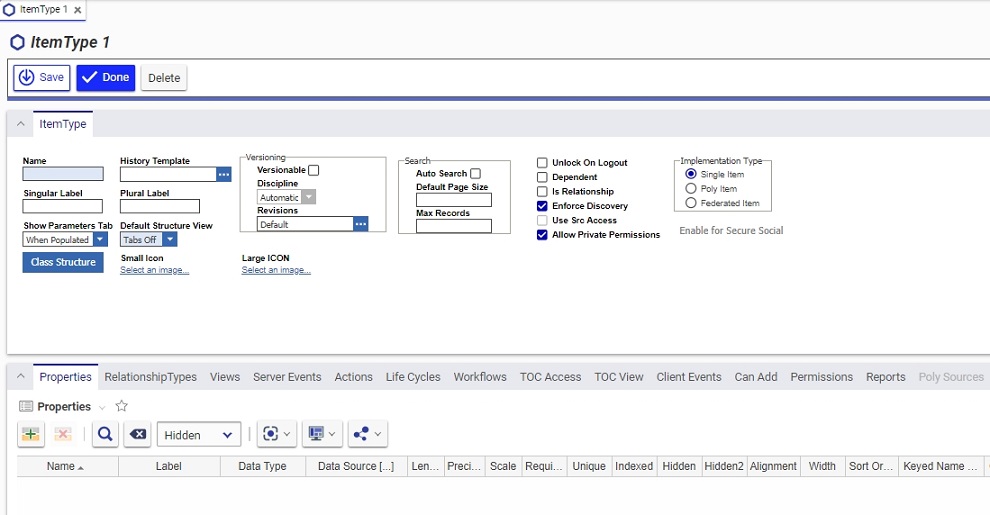 ItemType 1
ItemType 1
Save Done Delete
ItemType
Name
History Template
Singular Label
Plural Label
Show Parameters Tab
When Populated
Default Structure View
Tabs Off
Class Structure
Small Icon
Select an image...
Large ICON
Select an image...
Versioning
Versionable
Discipline
Automatic
Revisions
Default
Search
Auto Search
Default Page Size
Max Records
Unlock On Logout
Dependent
Is Relationship
Enforce Discovery
Use Src Access
Allow Private Permissions
Implementation Type
Single Item
Poly Item
Federated Item
Enable for Secure Social
Properties RelationshipTypes Views Server Events Actions Life Cycles Workflows TOC Access TOC View Client Events Can Add Permissions Reports Poly Sources
Properties
Hidden
Name Label Data Type Data Source [...] Len... Preci... Scale Requi... Unique Indexed Hidden Hidden2 Alignment Width Sort Or... Keyed Name ...